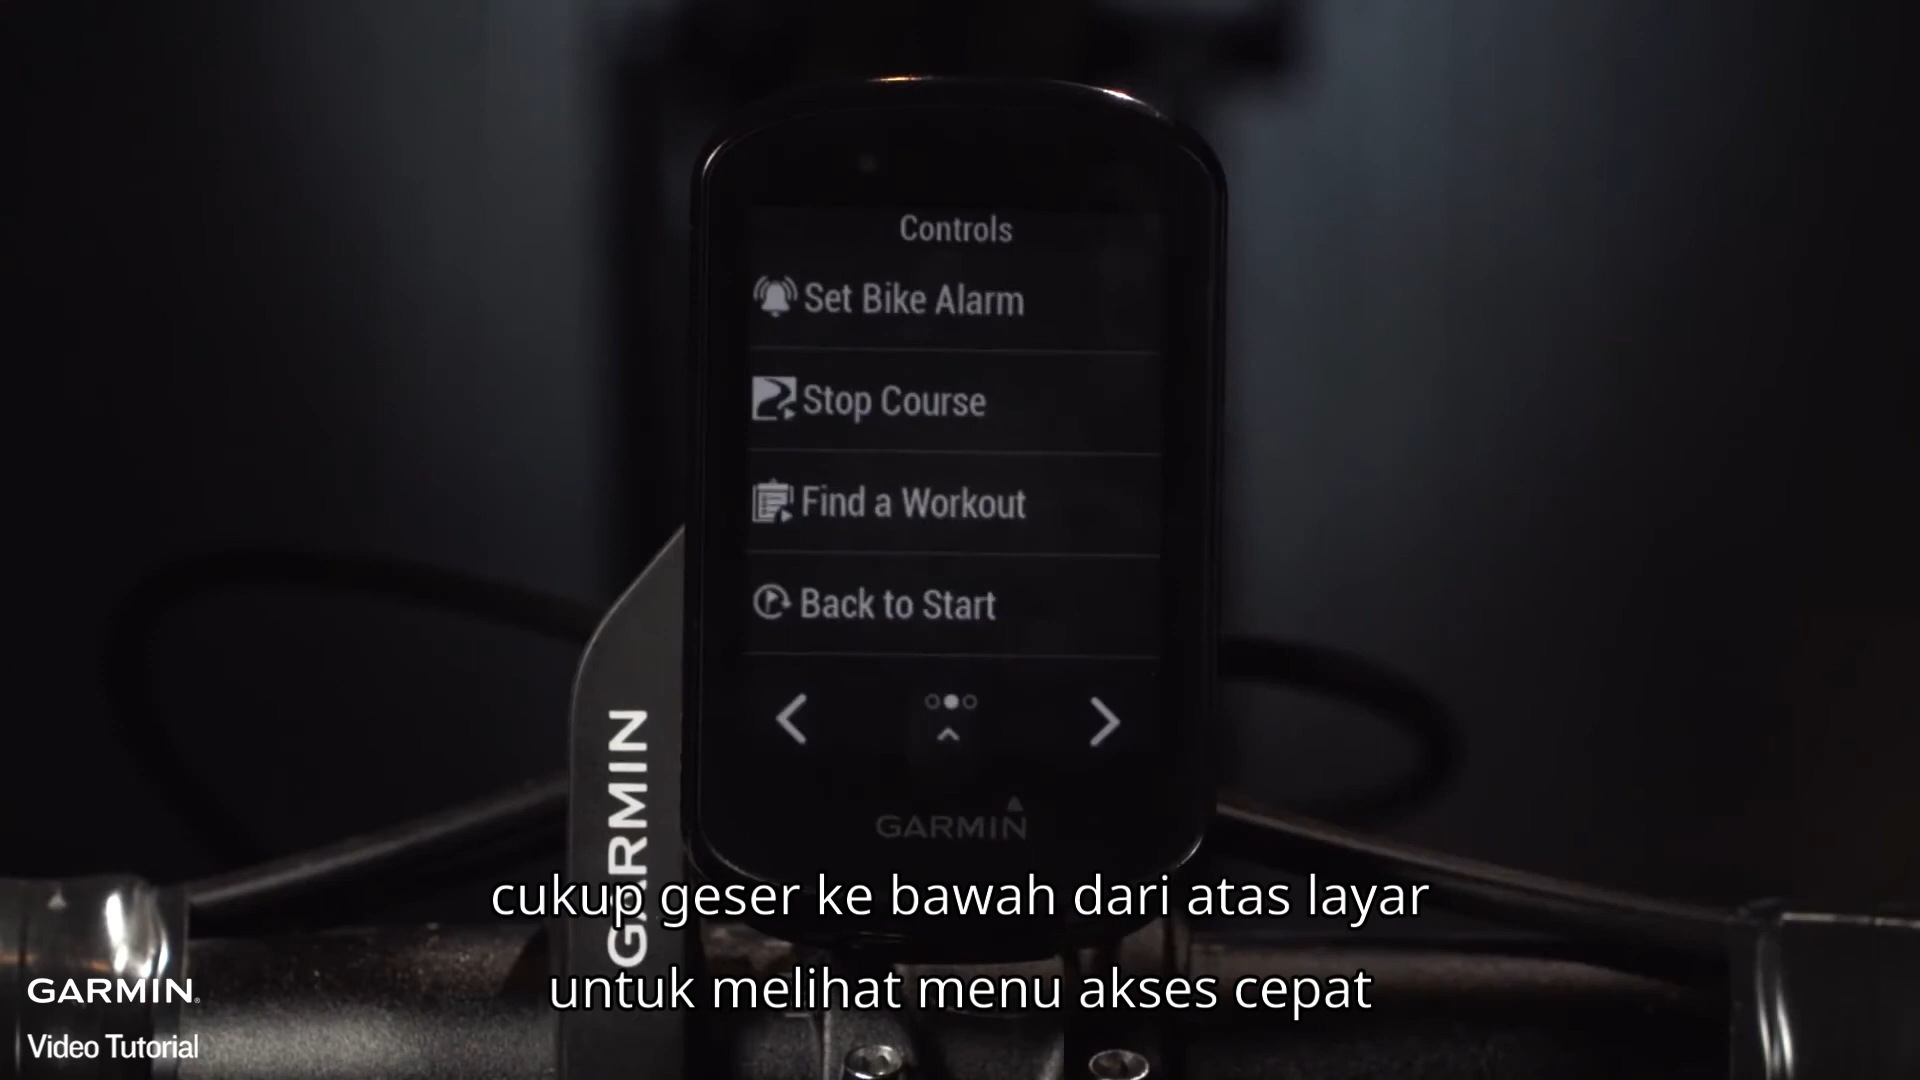 Controls
Set Bike Alarm
Stop Course
Find a Workout
Back to Start
GARMIN
GARMIN
cukup geser ke bawah dari atas layar
untuk melihat menu akses cepat
GARMIN
Video Tutorial